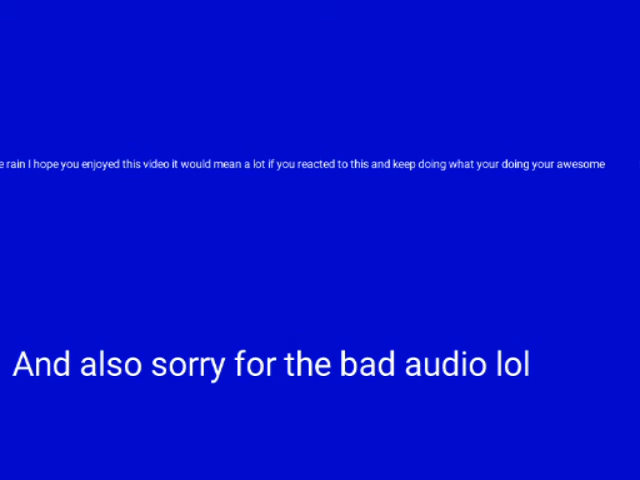 rain I hope you enjoyed this video it would mean a lot if you reacted to this and keep doing what your doing your awesome
And also sorry for the bad audio lol